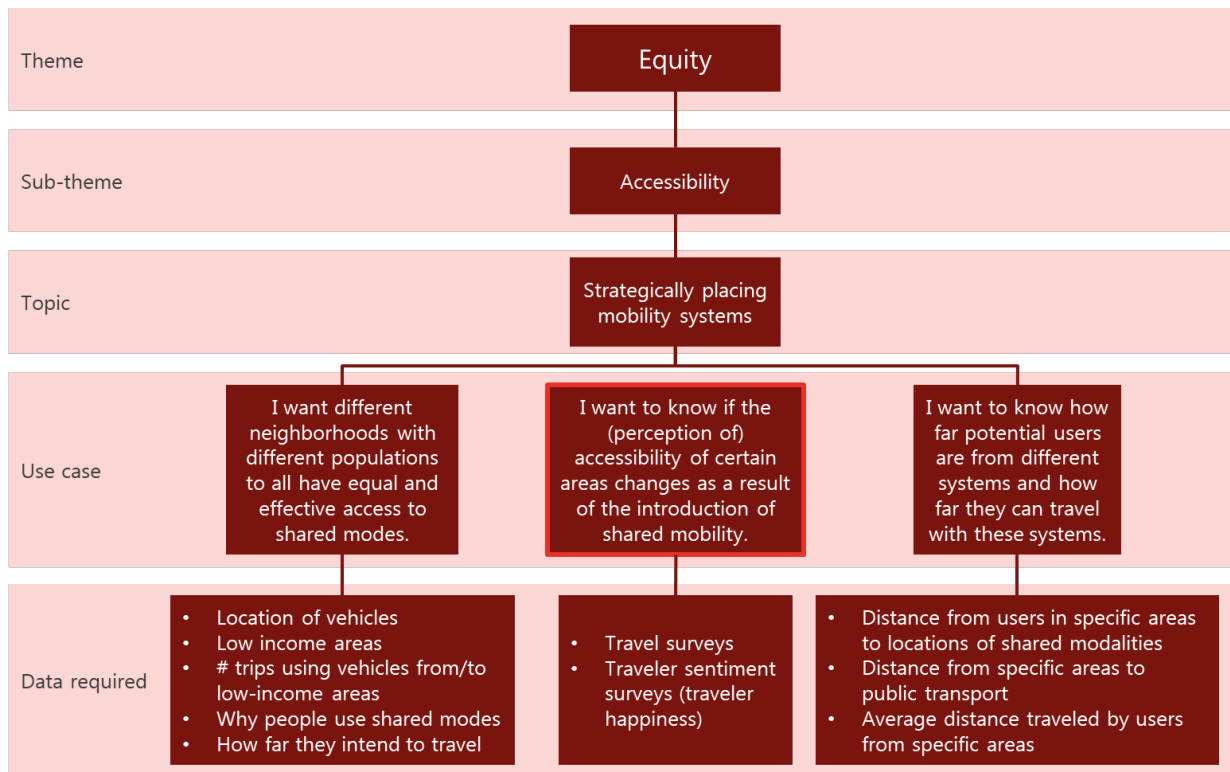 Theme
Equity
Sub-theme
Accessibility
Topic
Strategically placing
mobility systems
Use case
I want different
neighborhoods with
different populations
to all have equal and
effective access to
shared modes.
I want to know if the
(perception of)
accessibility of certain
areas changes as a result
of the introduction of
shared mobility.
I want to know how
far potential users
are from different
systems and how
far they can travel
with these systems.
Data required
• Location of vehicles
• Low income areas
• # trips using vehicles from/to
low-income areas
• Why people use shared modes
• How far they intend to travel
• Travel surveys
• Traveler sentiment
surveys (traveler
happiness)
• Distance from users in specific areas
to locations of shared modalities
• Distance from specific areas to
public transport
• Average distance traveled by users
from specific areas